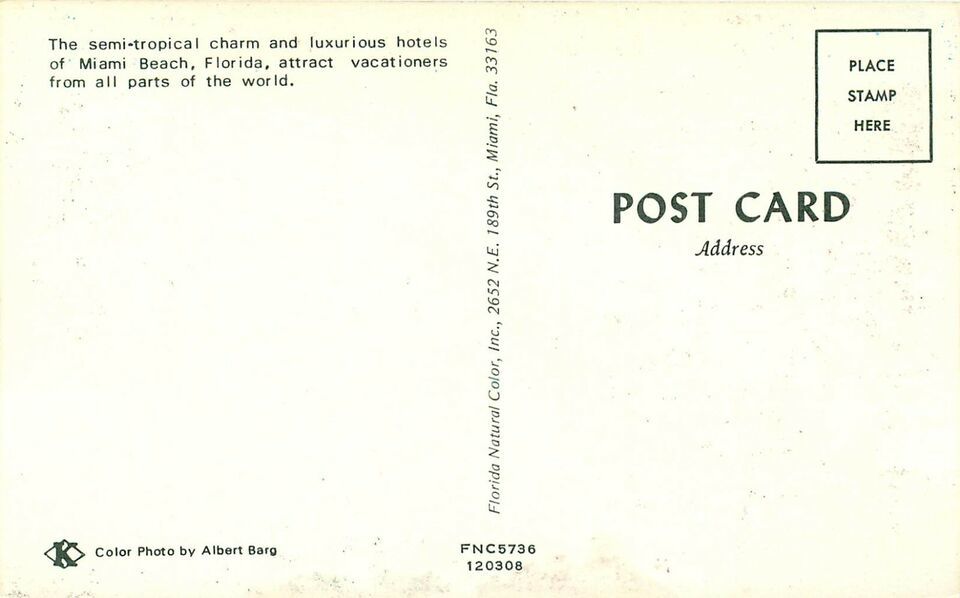 The semi-tropical charm and luxurious hotels
of Miami Beach, Florida, attract vacationers
from all parts of the world.
Florida Natural Color, Inc., 2652 N.E. 189th St., Miami, Fla. 33163
PLACE
STAMP
HERE
POST CARD
Address
K
Color Photo by Albert Barg
FNC5736
120308